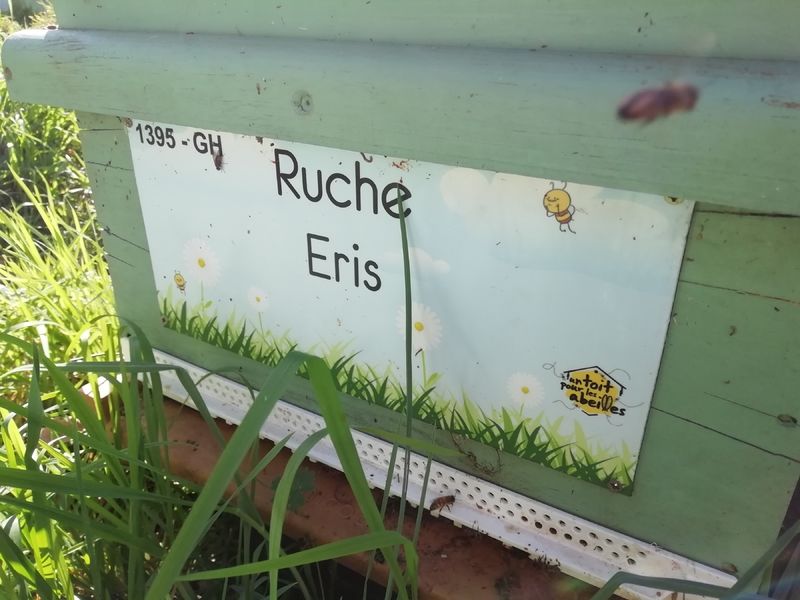 1395 - GH
Ruche
Eris
un toit
pour les
abeilles